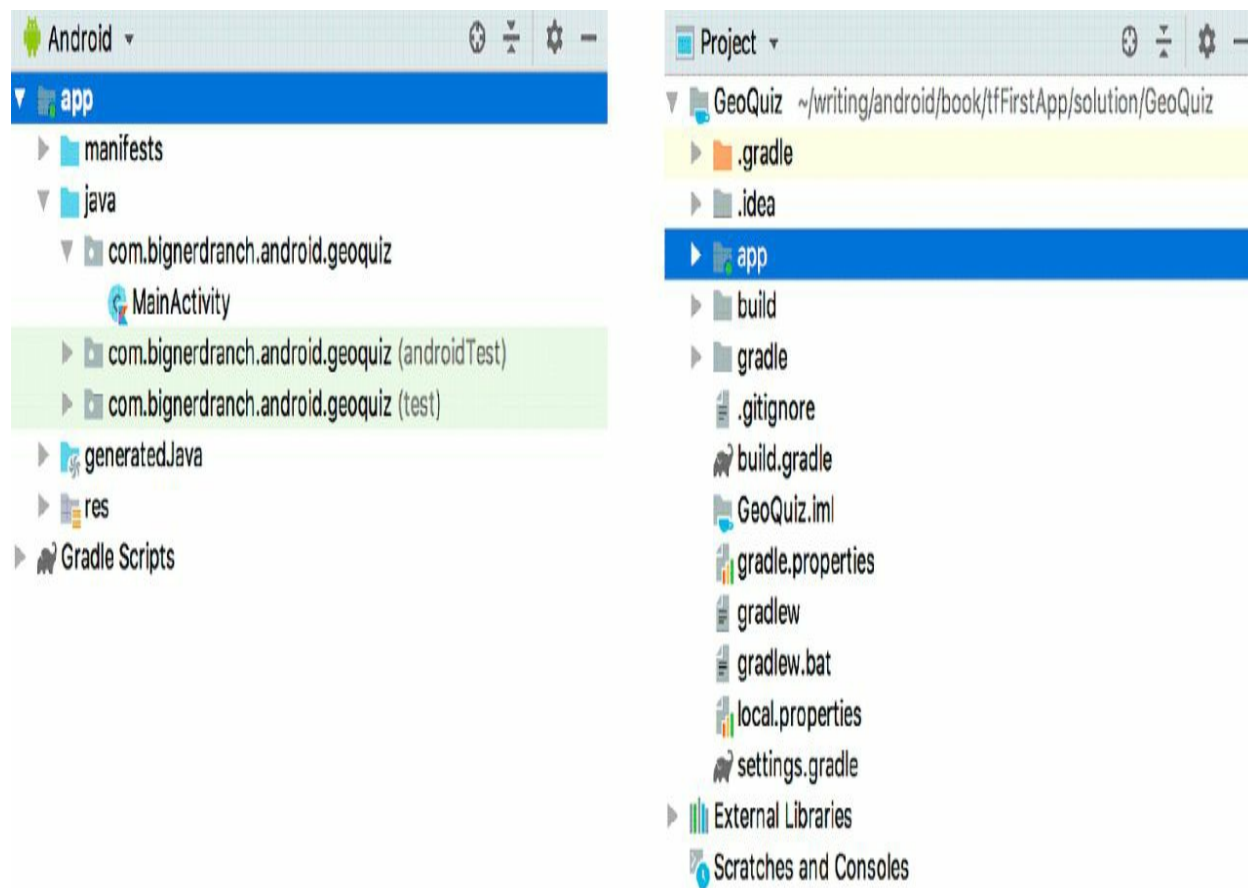 Android
app
manifests
java
com.bignerdranch.android.geoquiz
MainActivity
com.bignerdranch.android.geoquiz (androidTest)
com.bignerdranch.android.geoquiz (test)
generatedJava
res
Gradle Scripts
Project
GeoQuiz ~/writing/android/book/tfFirstApp/solution/GeoQuiz
.gradle
.idea
app
build
gradle
.gitignore
build.gradle
GeoQuiz.iml
gradle.properties
gradlew
gradlew.bat
local.properties
settings.gradle
External Libraries
Scratches and Consoles